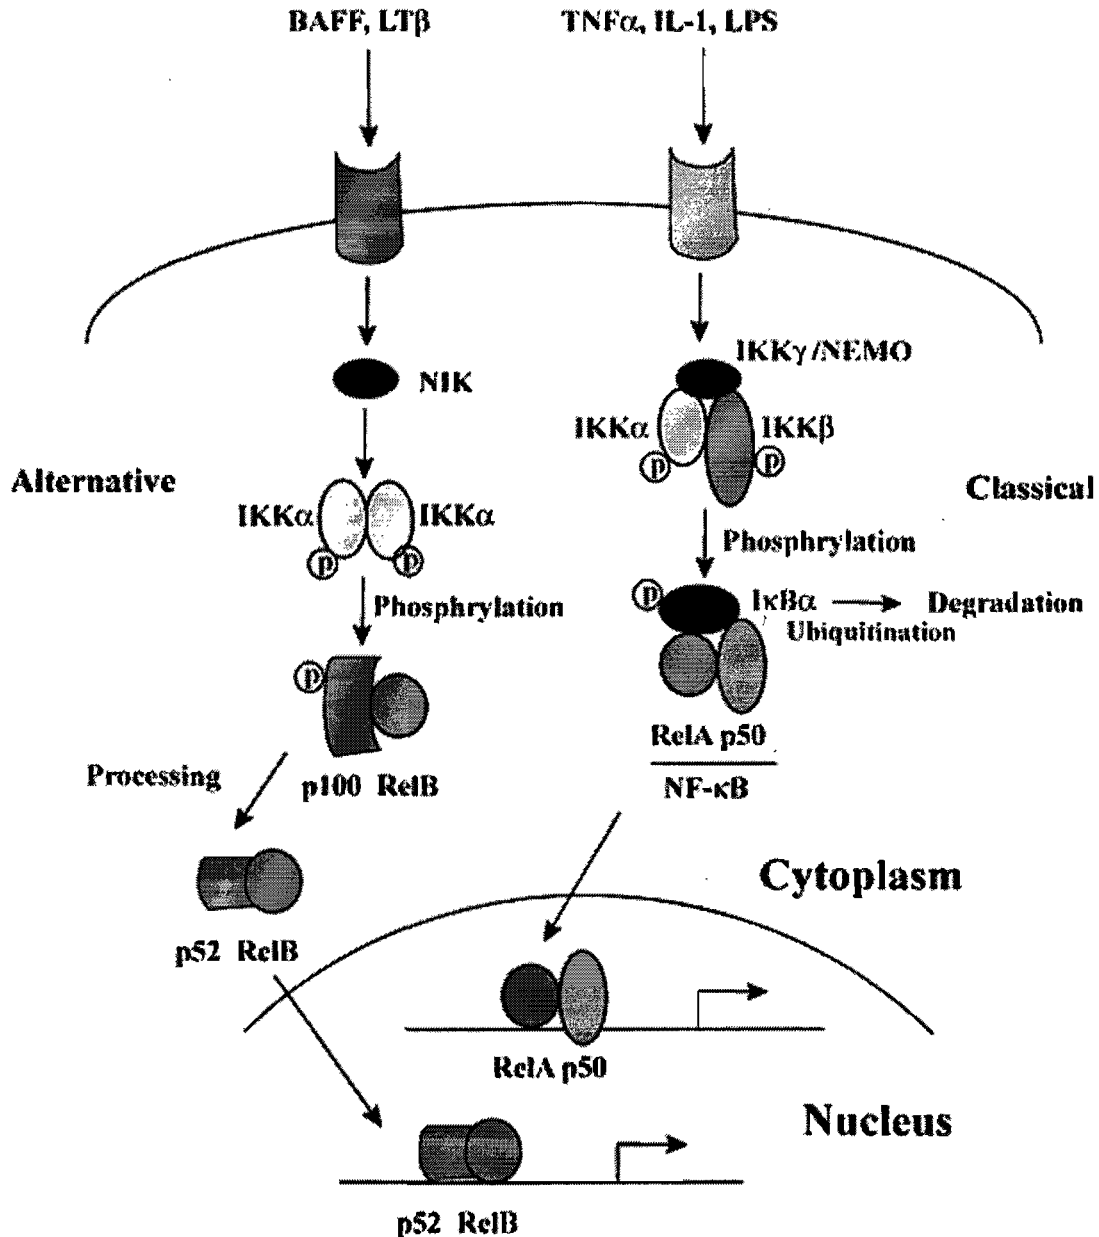 BAFF, LTβ
TNFα, IL-1, LPS
IKKγ/NEMO
NIK
IKKα
IKKβ
p
p
Alternative
Classical
IKKα
IKKα
p
p
Phosphrylation
Phosphrylation
p
IκBα
Degradation
Ubiquitination
p
RelA p50
NF-κB
Processing
p100 RelB
Cytoplasm
p52 RelB
RelA p50
Nucleus
p52 RelB